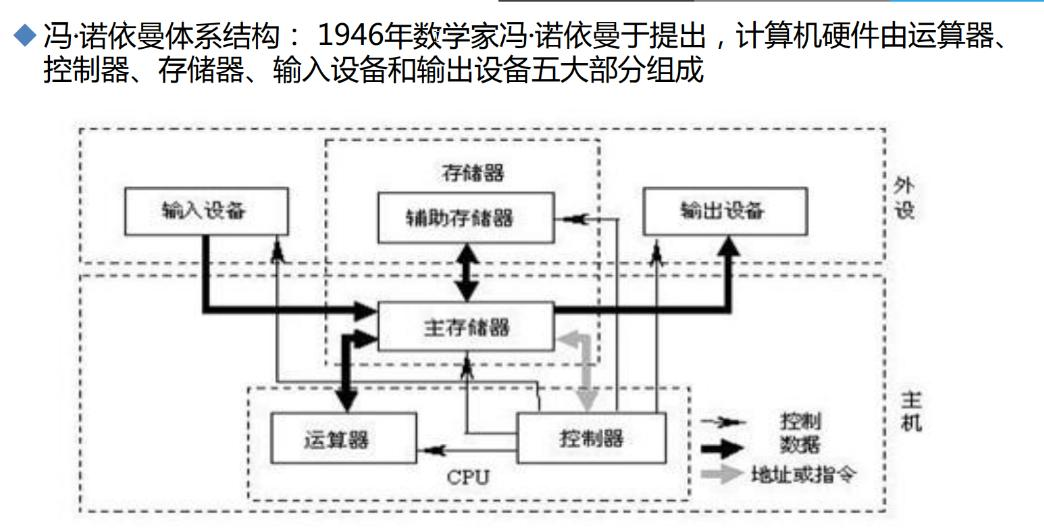 冯·诺依曼体系结构： 1946年数学家冯·诺依曼于提出，计算机硬件由运算器、
控制器、存储器、输入设备和输出设备五大部分组成
存储器
输入设备
辅助存储器
输出设备
外设
主存储器
运算器
控制器
CPU
主机
控制
数据
地址或指令